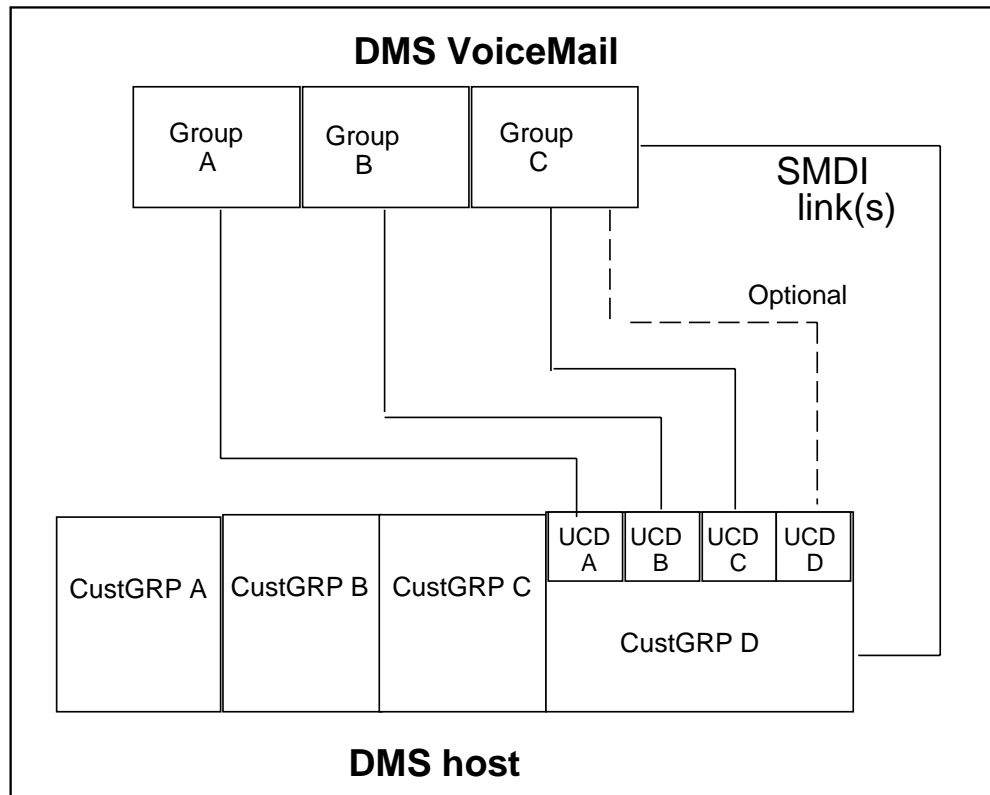 DMS VoiceMail
Group
A
Group
B
Group
C
SMDI
link(s)
Optional
UCD
A
UCD
B
UCD
C
UCD
D
CustGRP A
CustGRP B
CustGRP C
CustGRP D
DMS host